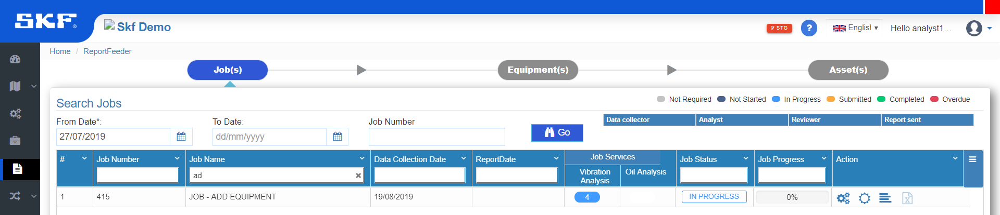 SKF®
Skf Demo
STG
?
English ▾
Hello analyst1...
Home / ReportFeeder
Job(s)
Equipment(s)
Asset(s)
Search Jobs
Not Required
Not Started
In Progress
Submitted
Completed
Overdue
From Date*:
To Date:
Job Number
27/07/2019
dd/mm/yyyy
Go
Data collector
Analyst
Reviewer
Report sent
#
Job Number
Job Name
Data Collection Date
ReportDate
Job Services
Vibration
Analysis
Oil Analysis
Job Status
Job Progress
Action
ad
1
415
JOB - ADD EQUIPMENT
19/08/2019
4
IN PROGRESS
0%